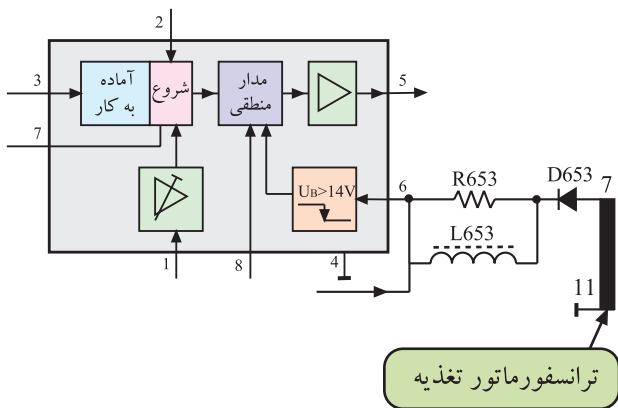 2
3
آماده
به کار
شروع
مدار
منطقی
5
7
UB>14V
6
R653
D653
7
L653
1
8
4
11
ترانسفورماتور تغذیه